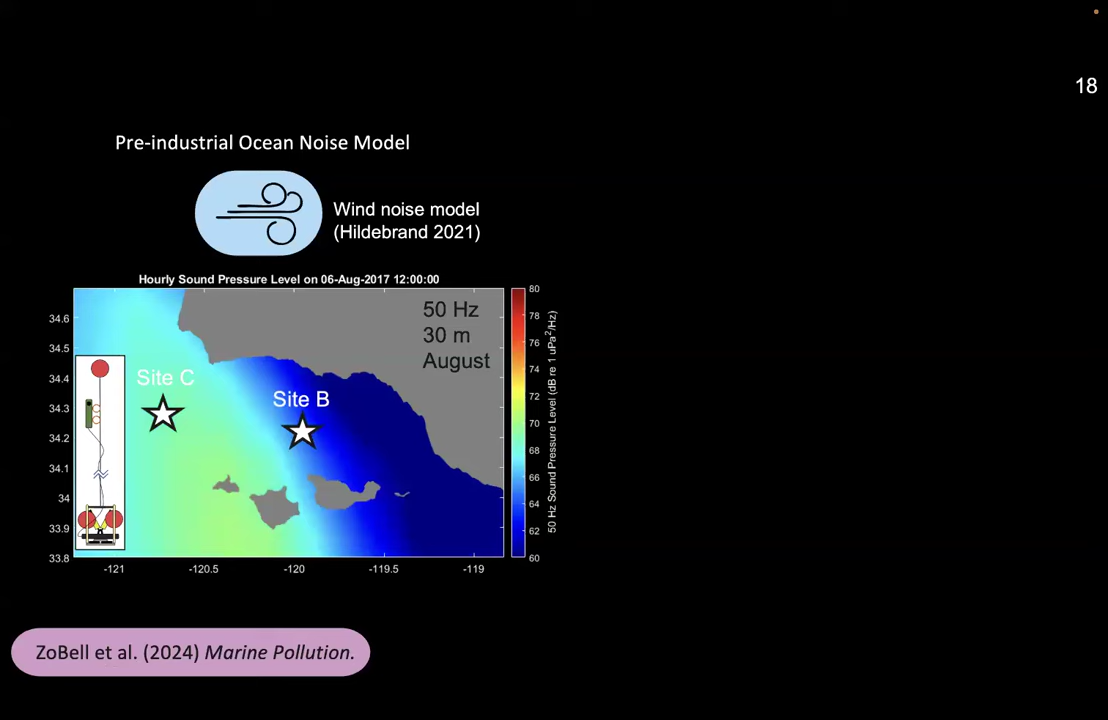 18
Pre-industrial Ocean Noise Model
Wind noise model
(Hildebrand 2021)
Hourly Sound Pressure Level on 06-Aug-2017 12:00:00
50 Hz
30 m
August
Site C
Site B
34.6
34.5
34.4
34.3
34.2
34.1
34
33.9
33.8
-121
-120.5
-120
-119.5
-119
80
78
76
74
72
70
68
66
64
62
60
50 Hz Sound Pressure Level (dB re 1 uPa²/Hz)
ZoBell et al. (2024) Marine Pollution.